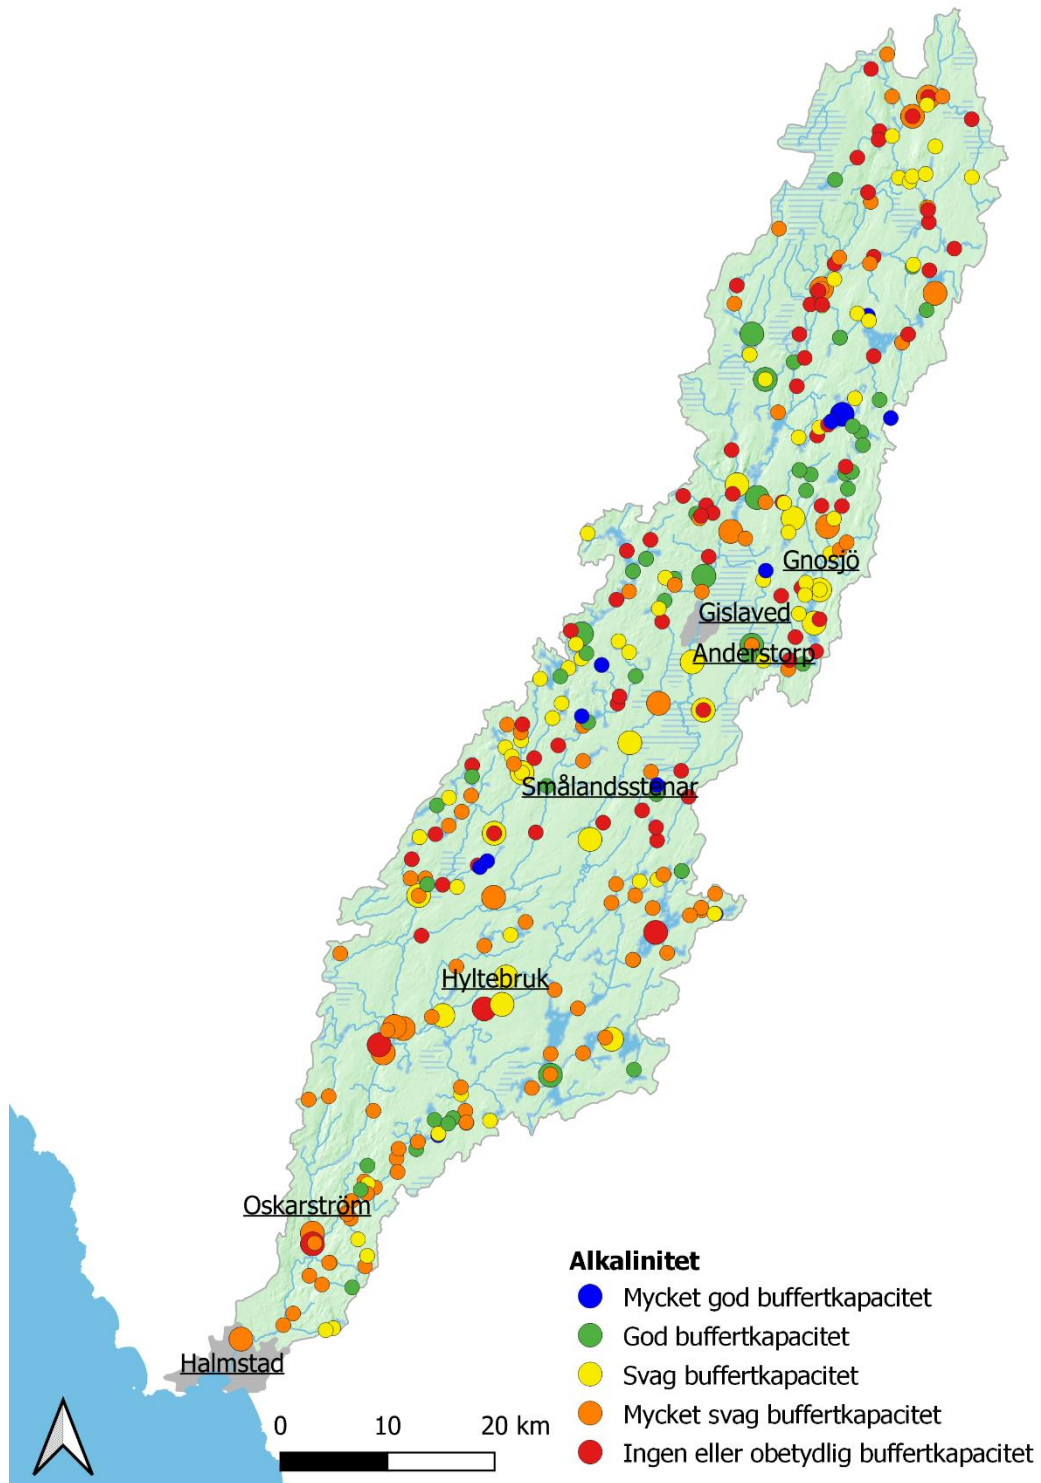 Gnosjö
Gislaved
Anderstorp
Smålandsstenar
Hyltebruk
Oskarström
Halmstad
Alkalinitet
Mycket god buffertkapacitet
God buffertkapacitet
Svag buffertkapacitet
Mycket svag buffertkapacitet
Ingen eller obetydlig buffertkapacitet
0 10 20 km